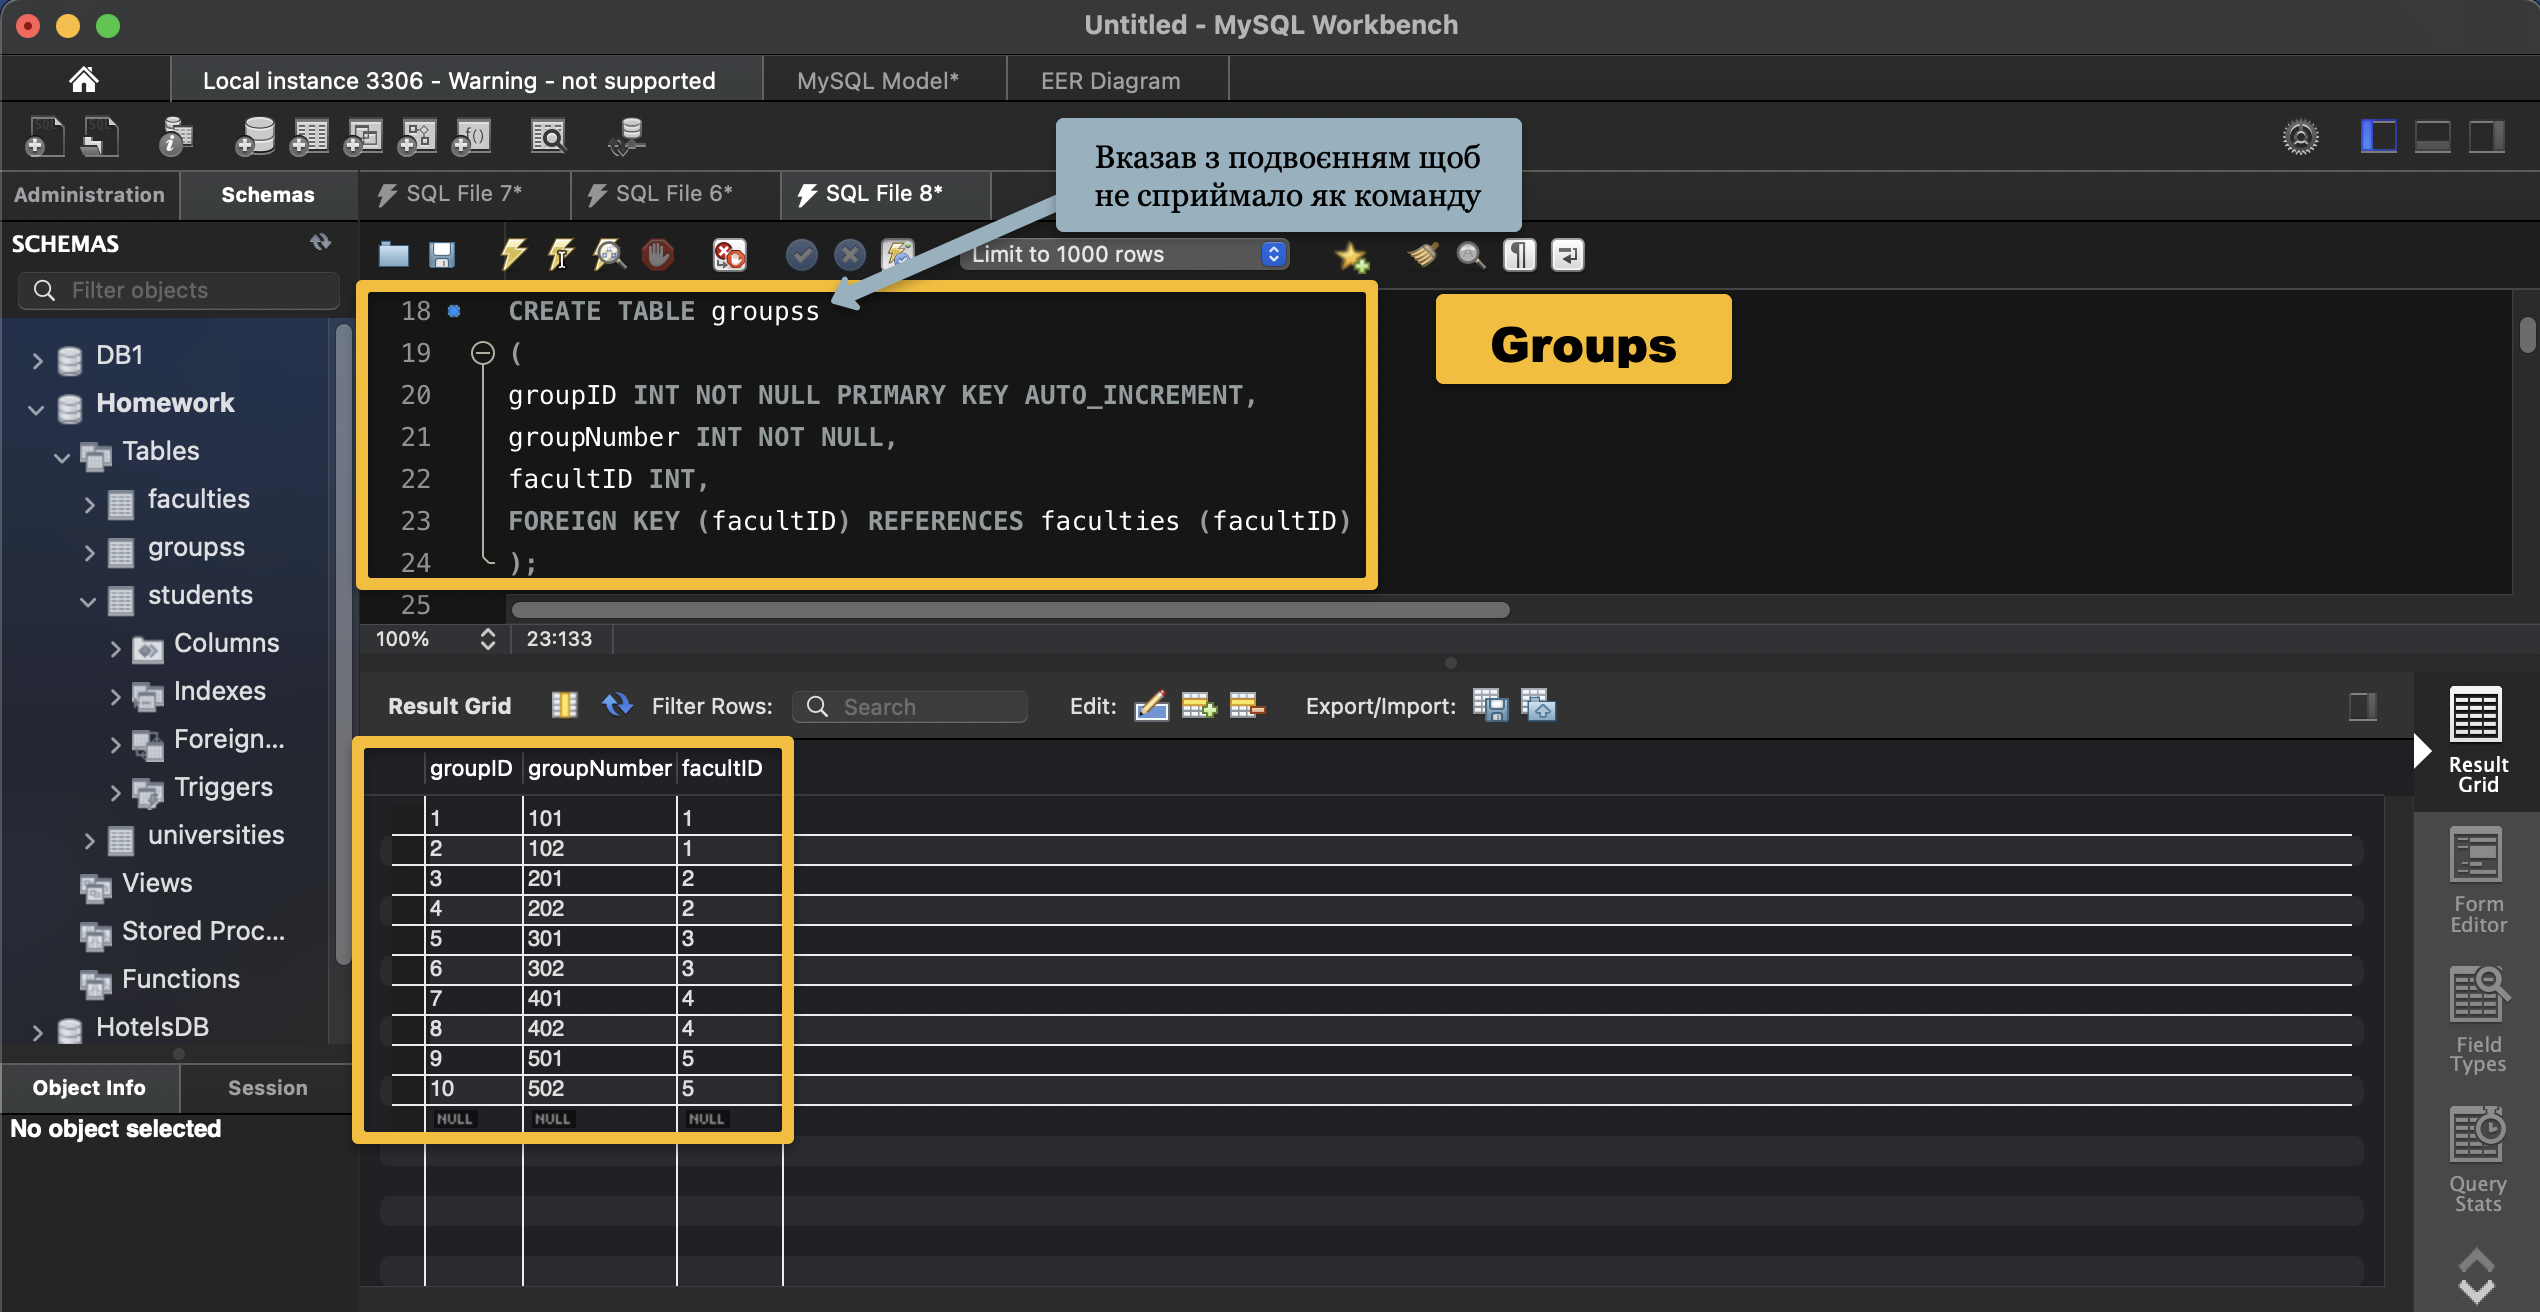 Untitled - MySQL Workbench
Local instance 3306 - Warning - not supported
MySQL Model*
EER Diagram
Вказав з подвоєнням щоб
не сприймало як команду
Administration
Schemas
SQL File 7*
SQL File 6*
SQL File 8*
SCHEMAS
Limit to 1000 rows
Filter objects
DB1
Homework
Tables
faculties
groupss
students
Columns
Indexes
Foreign...
Triggers
universities
Views
Stored Proc...
Functions
HotelsDB
Object Info
Session
No object selected
18 CREATE TABLE groupss
19 (
20 groupID INT NOT NULL PRIMARY KEY AUTO_INCREMENT,
21 groupNumber INT NOT NULL,
22 facultID INT,
23 FOREIGN KEY (facultID) REFERENCES faculties (facultID)
24 );
25
Groups
100%
23:133
Result Grid
Filter Rows:
Search
Edit:
Export/Import:
groupID groupNumber facultID
1 101 1
2 102 1
3 201 2
4 202 2
5 301 3
6 302 3
7 401 4
8 402 4
9 501 5
10 502 5
NULL NULL NULL
Result
Grid
Form
Editor
Field
Types
Query
Stats